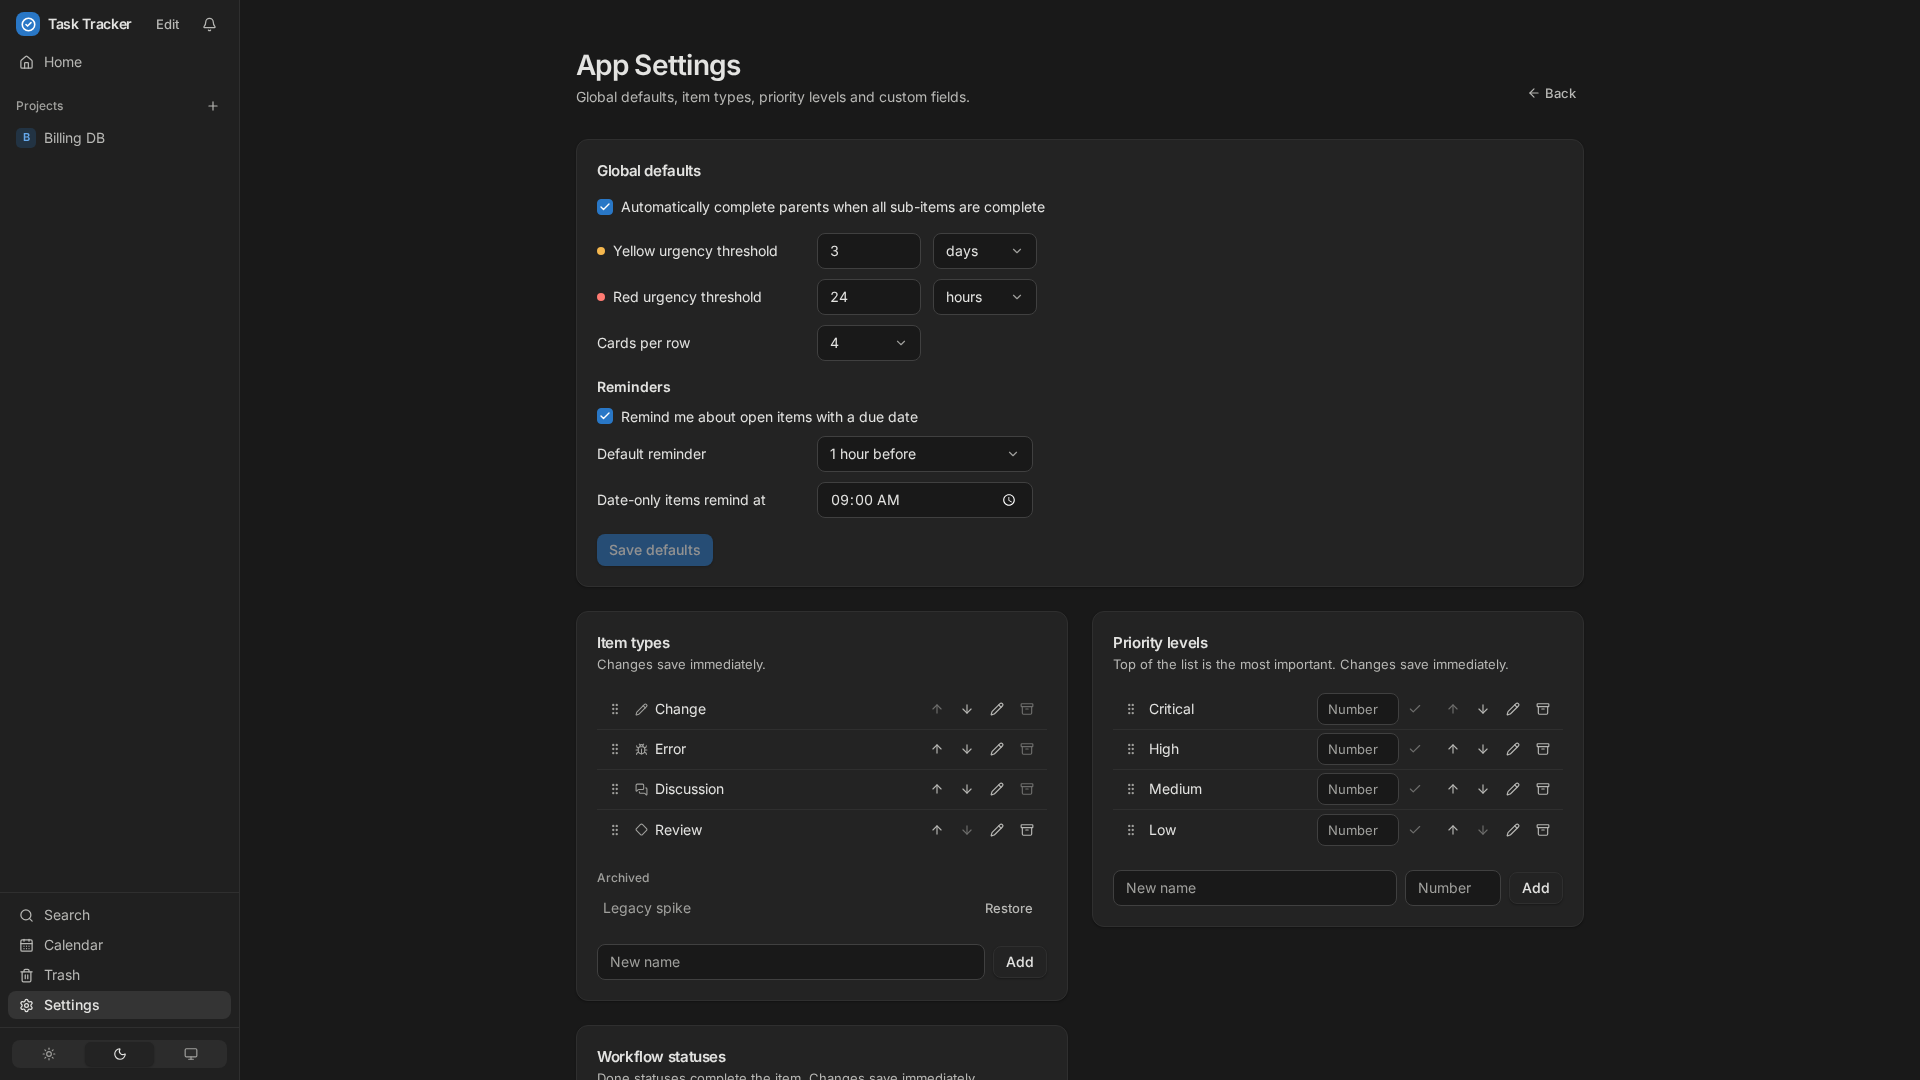 Task Tracker
Edit
Home
Projects
B
Billing DB
Search
Calendar
Trash
Settings
App Settings
Global defaults, item types, priority levels and custom fields.
Back
Global defaults
Automatically complete parents when all sub-items are complete
Yellow urgency threshold
3
days
Red urgency threshold
24
hours
Cards per row
4
Reminders
Remind me about open items with a due date
Default reminder
1 hour before
Date-only items remind at
09:00 AM
Save defaults
Item types
Changes save immediately.
Change
Error
Discussion
Review
Archived
Legacy spike
Restore
New name
Add
Priority levels
Top of the list is the most important. Changes save immediately.
Critical
Number
High
Number
Medium
Number
Low
Number
New name
Number
Add
Workflow statuses
Done statuses complete the item. Changes save immediately.